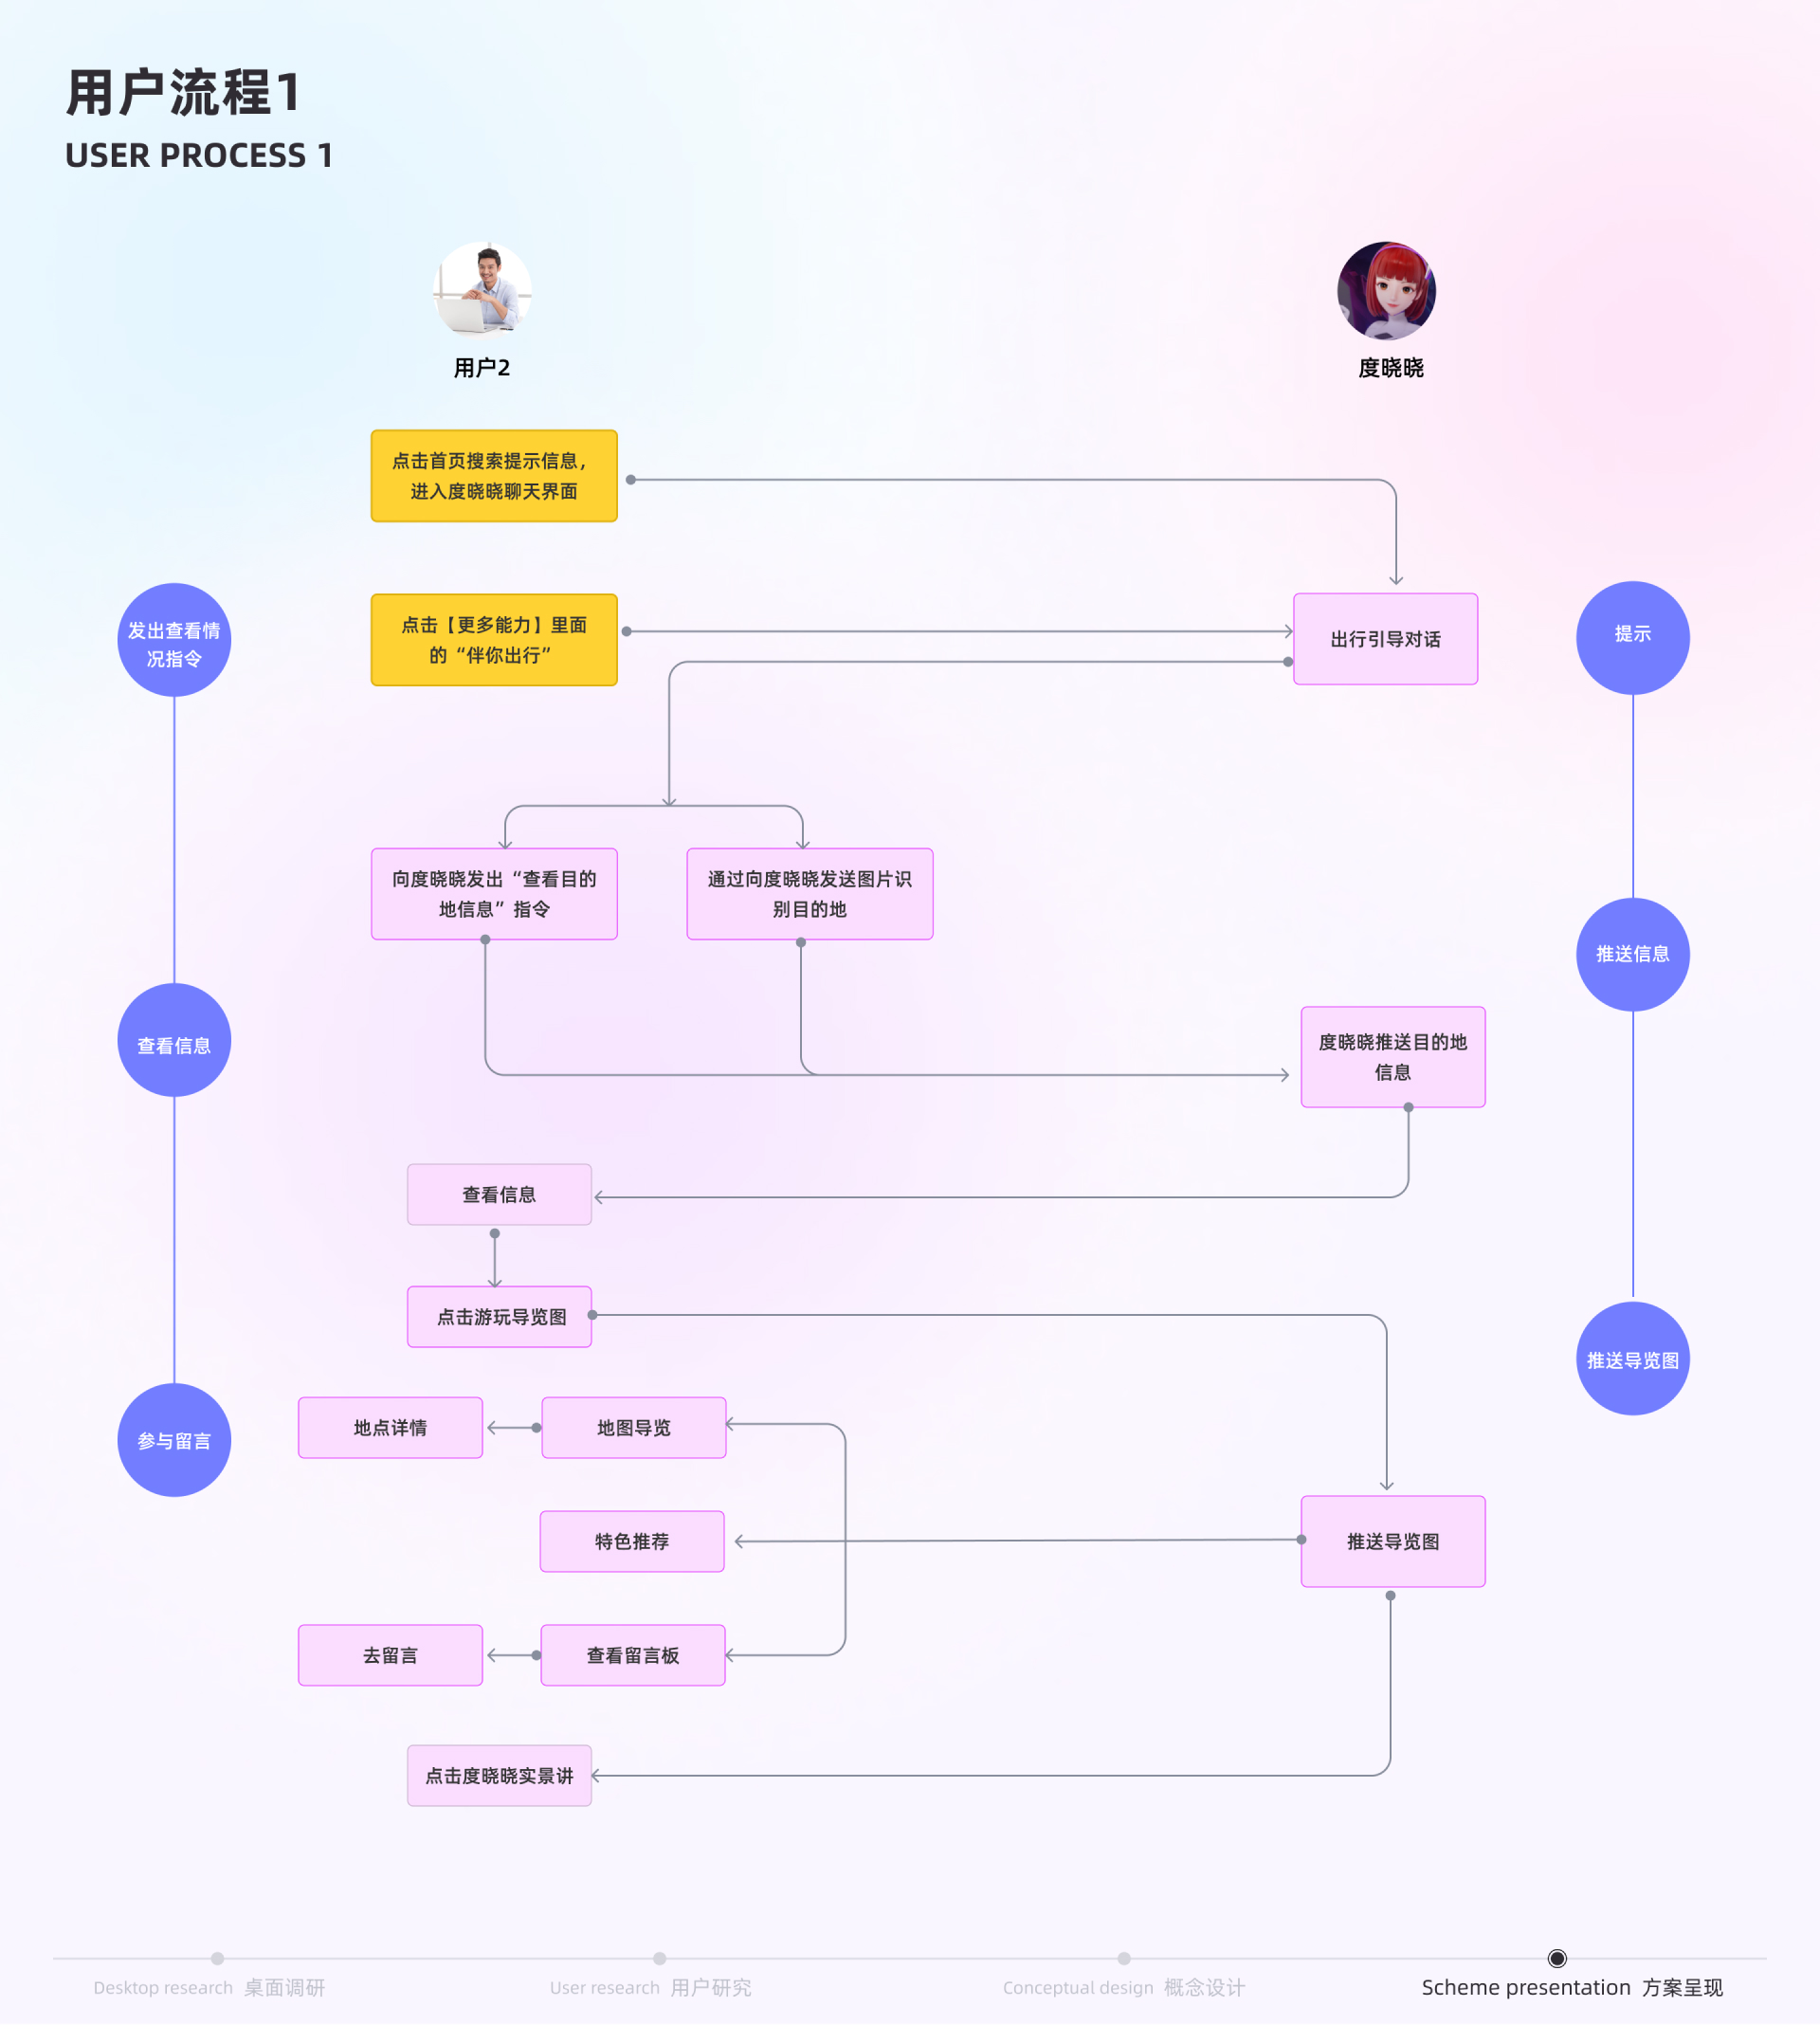 用户流程1
USER PROCESS 1
用户2
度晓晓
点击首页搜索提示信息，
进入度晓晓聊天界面
发出查看情
况指令
点击【更多能力】里面
的“伴你出行”
出行引导对话
提示
向度晓晓发出“查看目的
地信息”指令
通过向度晓晓发送图片识
别目的地
推送信息
查看信息
度晓晓推送目的地
信息
查看信息
点击游玩导览图
推送导览图
参与留言
地点详情
地图导览
特色推荐
推送导览图
去留言
查看留言板
点击度晓晓实景讲
Desktop research 桌面调研
User research 用户研究
Conceptual design 概念设计
Scheme presentation 方案呈现